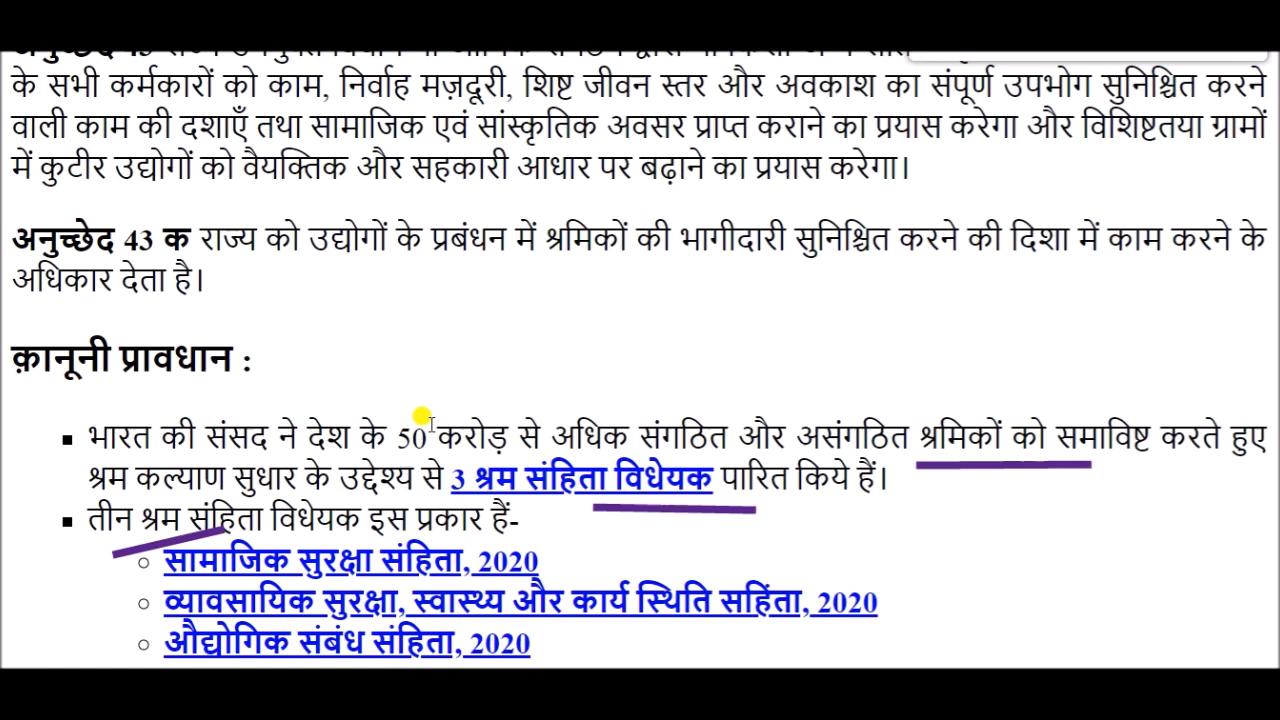 अनुच्छेद
के सभी कर्मकारों को काम, निर्वाह मज़दूरी, शिष्ट जीवन स्तर और अवकाश का संपूर्ण उपभोग सुनिश्चित करने
वाली काम की दशाएँ तथा सामाजिक एवं सांस्कृतिक अवसर प्राप्त कराने का प्रयास करेगा और विशिष्टतया ग्रामों
में कुटीर उद्योगों को वैयक्तिक और सहकारी आधार पर बढ़ाने का प्रयास करेगा।
अनुच्छेद 43 क राज्य को उद्योगों के प्रबंधन में श्रमिकों की भागीदारी सुनिश्चित करने की दिशा में काम करने के
अधिकार देता है।
क़ानूनी प्रावधान :
▪ भारत की संसद ने देश के 50 करोड़ से अधिक संगठित और असंगठित श्रमिकों को समाविष्ट करते हुए
श्रम कल्याण सुधार के उद्देश्य से 3 श्रम संहिता विधेयक पारित किये हैं।
▪ तीन श्रम संहिता विधेयक इस प्रकार हैं-
○ सामाजिक सुरक्षा संहिता, 2020
○ व्यावसायिक सुरक्षा, स्वास्थ्य और कार्य स्थिति सहिंता, 2020
○ औद्योगिक संबंध संहिता, 2020